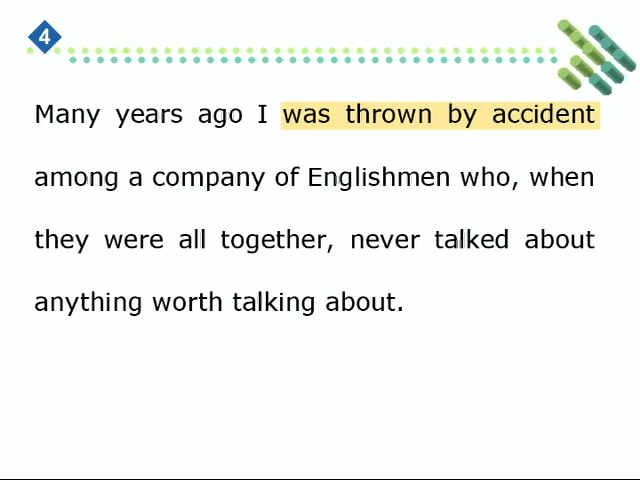 4
Many years ago I was thrown by accident
among a company of Englishmen who, when
they were all together, never talked about
anything worth talking about.